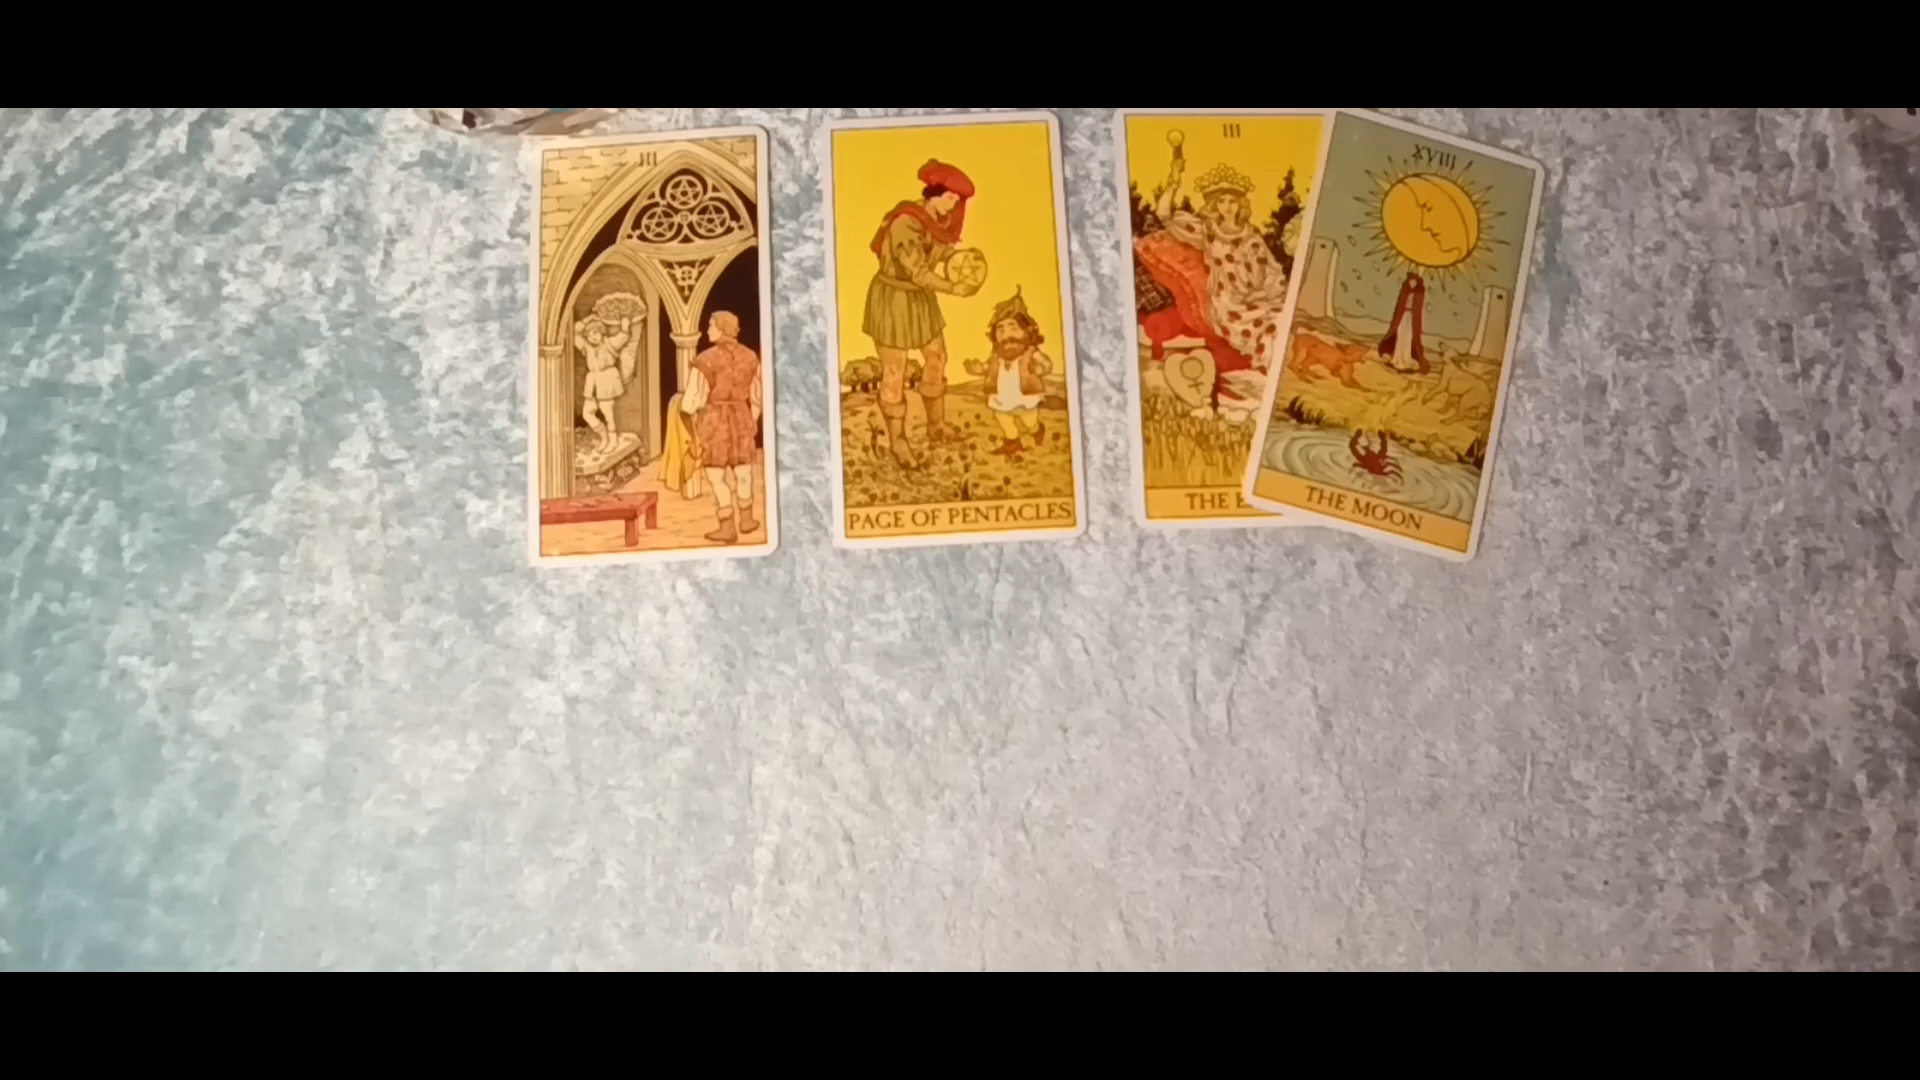 III
PAGE OF PENTACLES
III
THE E
XVIII
THE MOON